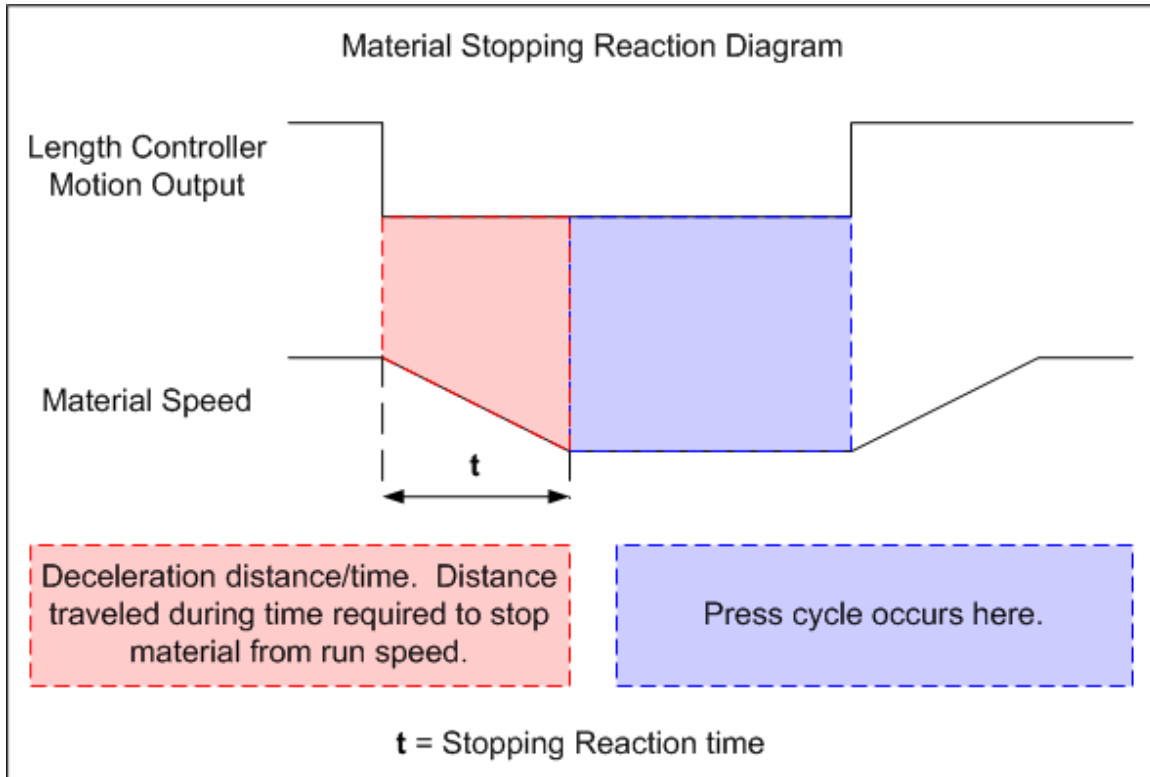 Material Stopping Reaction Diagram
Length Controller
Motion Output
Material Speed
t
Deceleration distance/time.  Distance
traveled during time required to stop
material from run speed.
Press cycle occurs here.
t = Stopping Reaction time